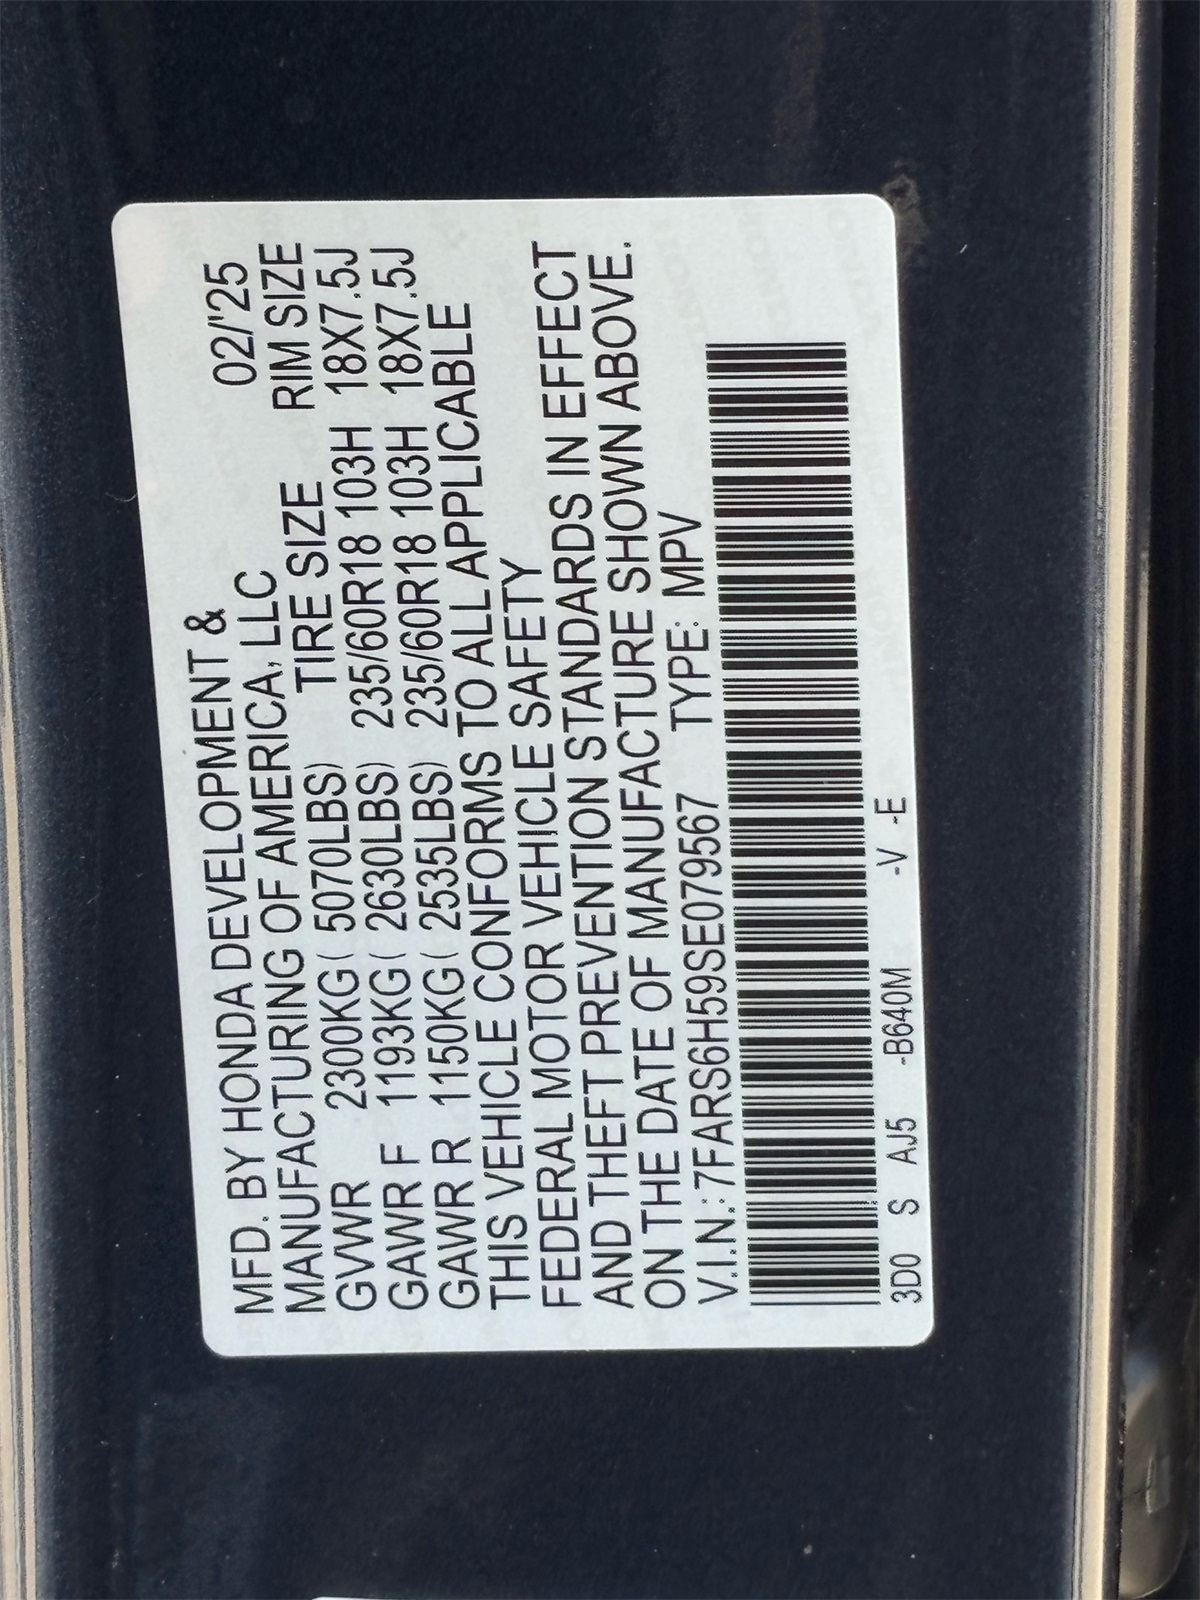 MFD. BY HONDA DEVELOPMENT & 02/'25
MANUFACTURING OF AMERICA, LLC
TIRE SIZE RIM SIZE
GVWR 2300KG( 5070LBS) 235/60R18 103H 18X7.5J
GAWR F 1193KG( 2630LBS) 235/60R18 103H 18X7.5J
GAWR R 1150KG( 2535LBS)
THIS VEHICLE CONFORMS TO ALL APPLICABLE
FEDERAL MOTOR VEHICLE SAFETY
AND THEFT PREVENTION STANDARDS IN EFFECT
ON THE DATE OF MANUFACTURE SHOWN ABOVE.
V.I.N.: 7FARS6H59SE079567 TYPE: MPV
3D0 S AJ5 -B640M -V -E